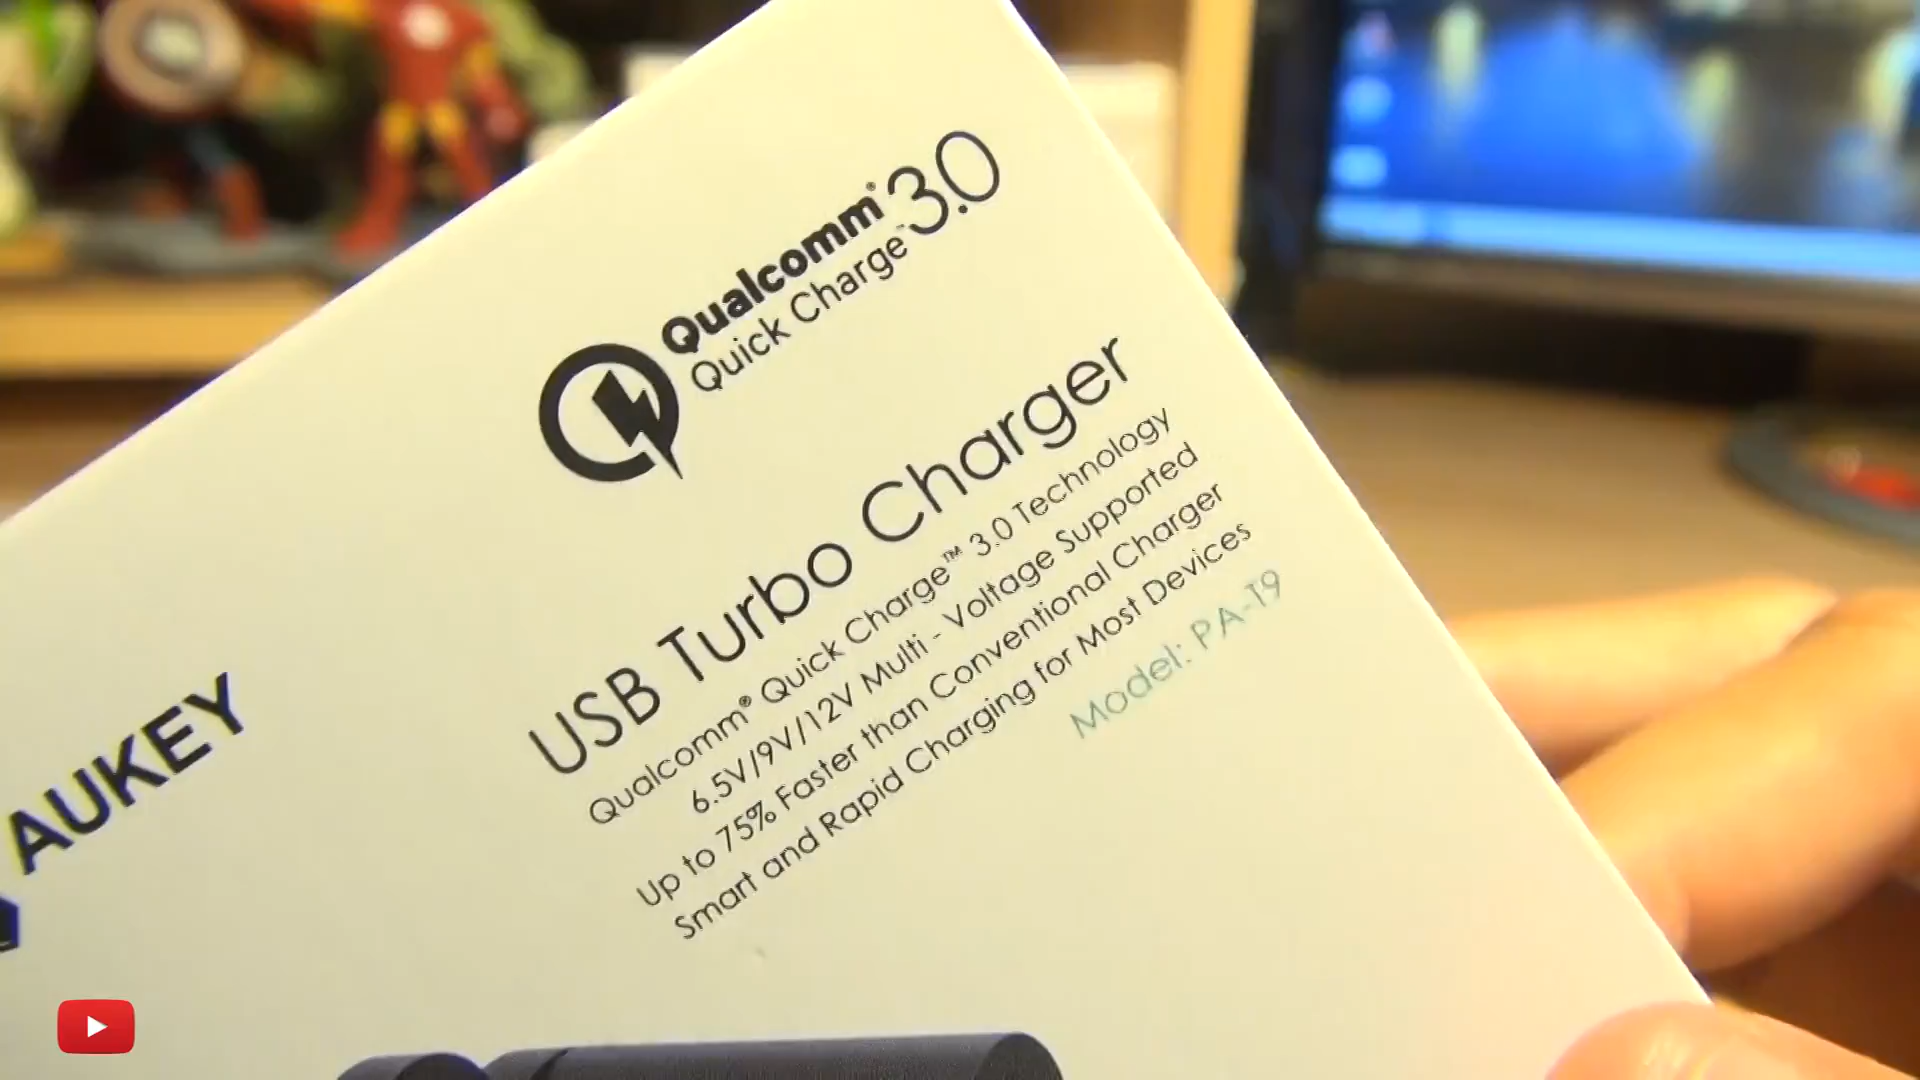 Qualcomm® 3.0
Quick Charge™
USB Turbo Charger
Qualcomm® Quick Charge™ 3.0 Technology
6.5V/9V/12V Multi - Voltage Supported
Up to 75% Faster than Conventional Charger
Smart and Rapid Charging for Most Devices
Model: PA-T9
AUKEY